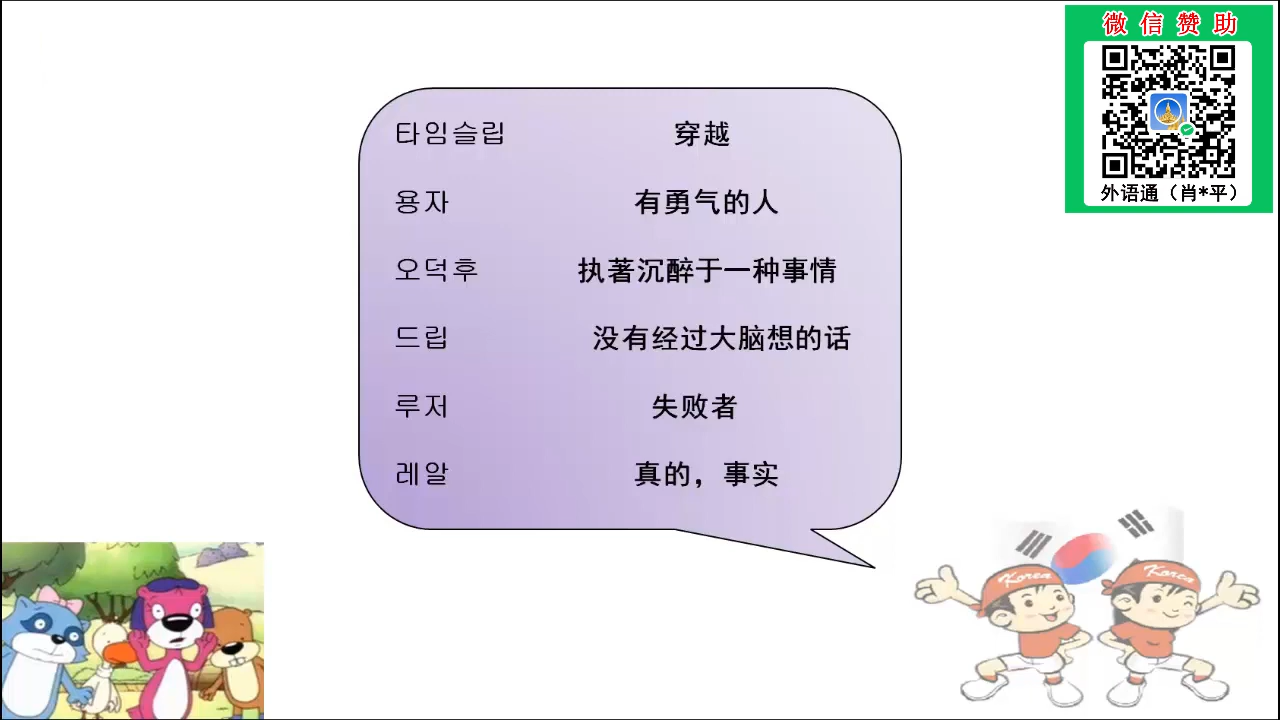 微信赞助
外语通（肖*平）
타임슬립 穿越
용자 有勇气的人
오덕후 执著沉醉于一种事情
드립 没有经过大脑想的话
루저 失败者
레알 真的，事实
Korea
Korea